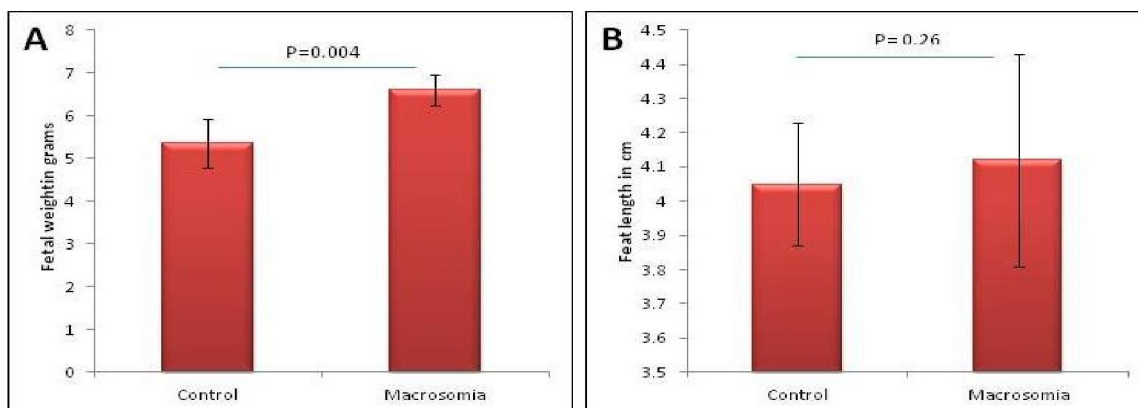 A
P=0.004
Fetal weightin grams
8
7
6
5
4
3
2
1
0
Control Macrosomia
B
P= 0.26
Feat length in cm
4.5
4.4
4.3
4.2
4.1
4
3.9
3.8
3.7
3.6
3.5
Control Macrosomia